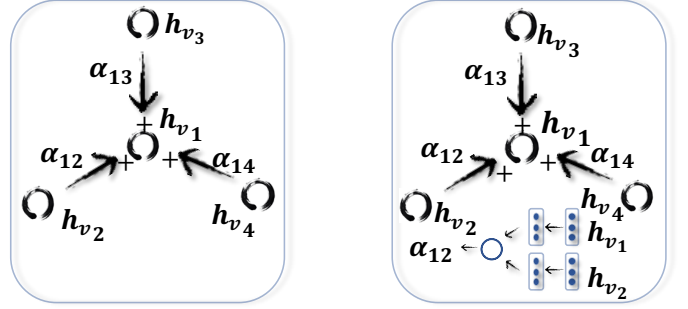 h_{v_3}
α_{13}
+ h_{v_1}
α_{12} + + α_{14}
h_{v_2} h_{v_4}
h_{v_3}
α_{13}
+ h_{v_1}
α_{12} + + α_{14}
h_{v_2} h_{v_4}
α_{12} h_{v_1}
h_{v_2}